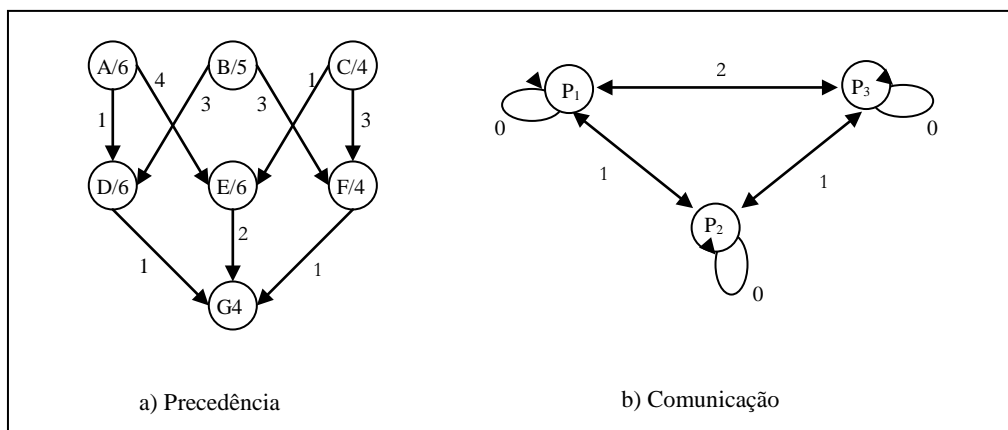 A/6 B/5 C/4
4 1 2
1 3 3 3
D/6 E/6 F/4
1 2 1
G4
P₁ P₃
0 0
1 1
P₂
0
a) Precedência
b) Comunicação